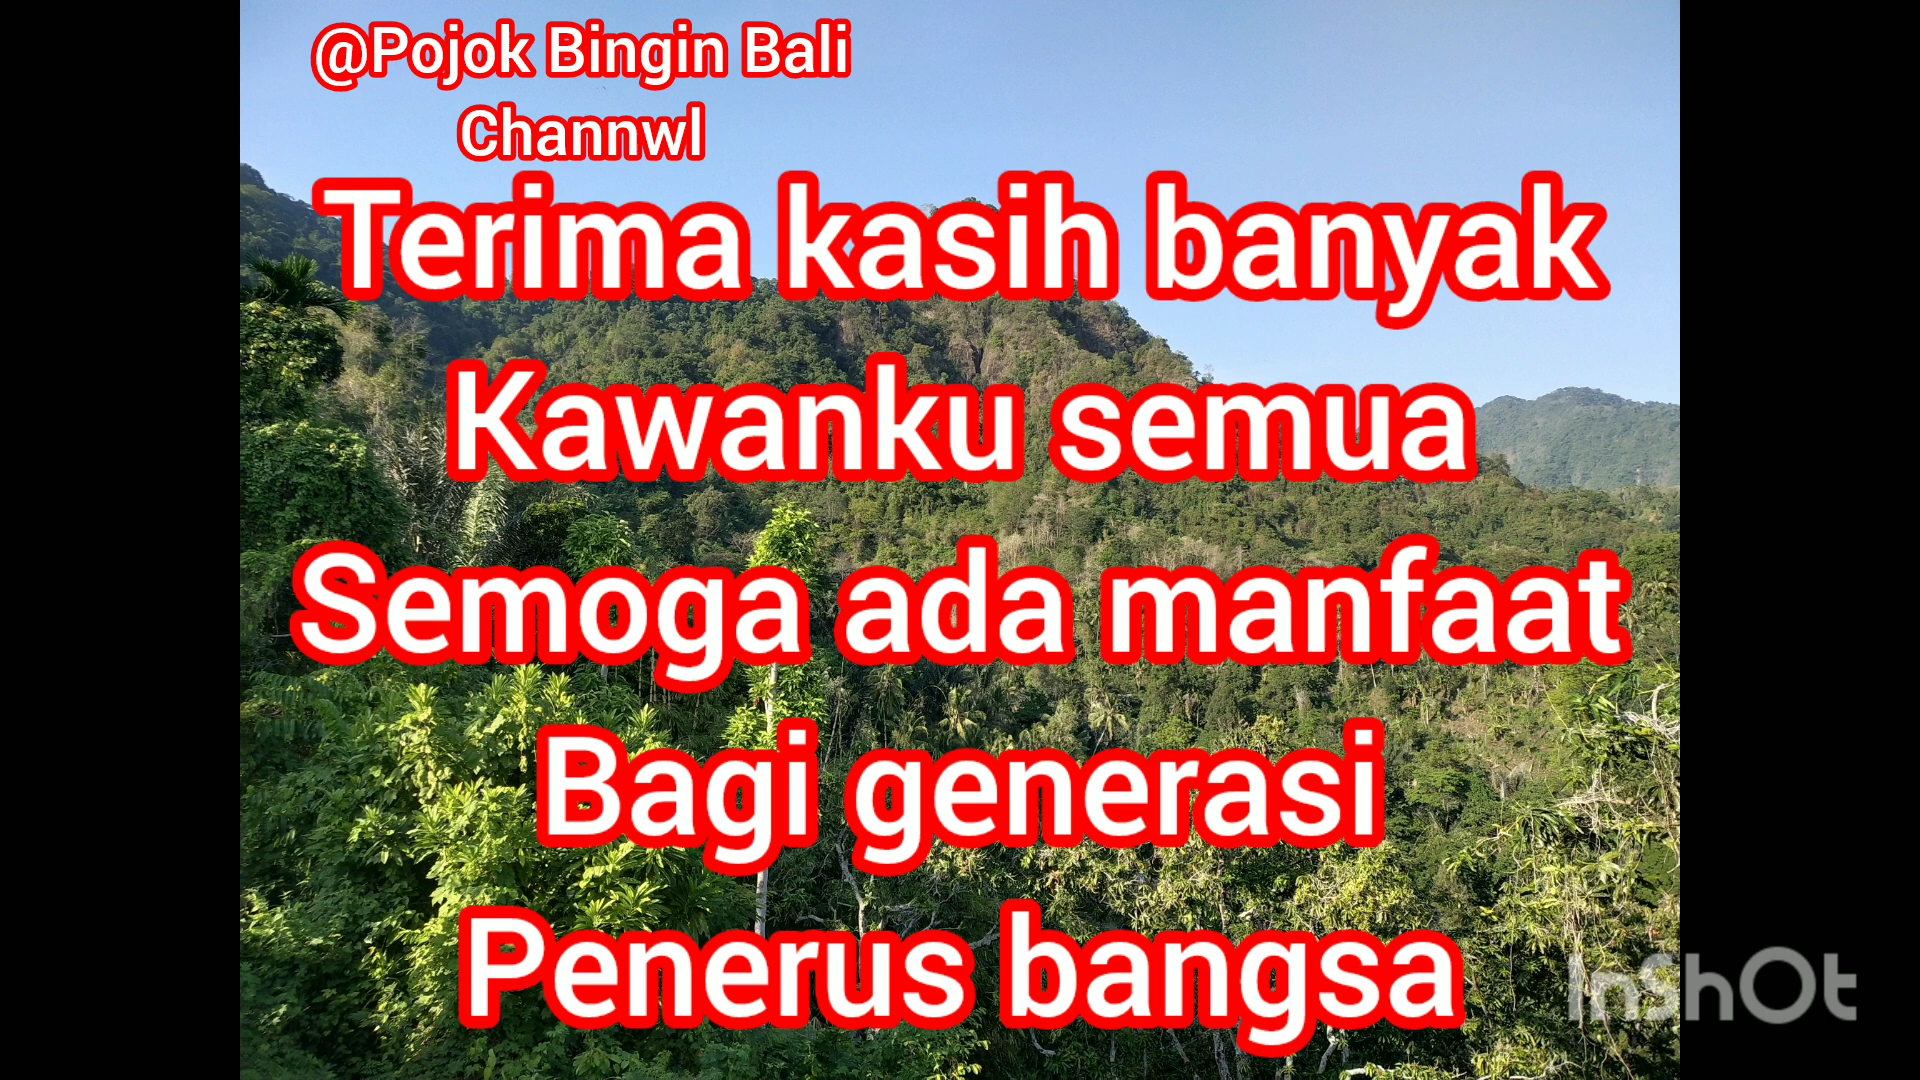 @Pojok Bingin Bali
Channwl
Terima kasih banyak
Kawanku semua
Semoga ada manfaat
Bagi generasi
Penerus bangsa
InShOt